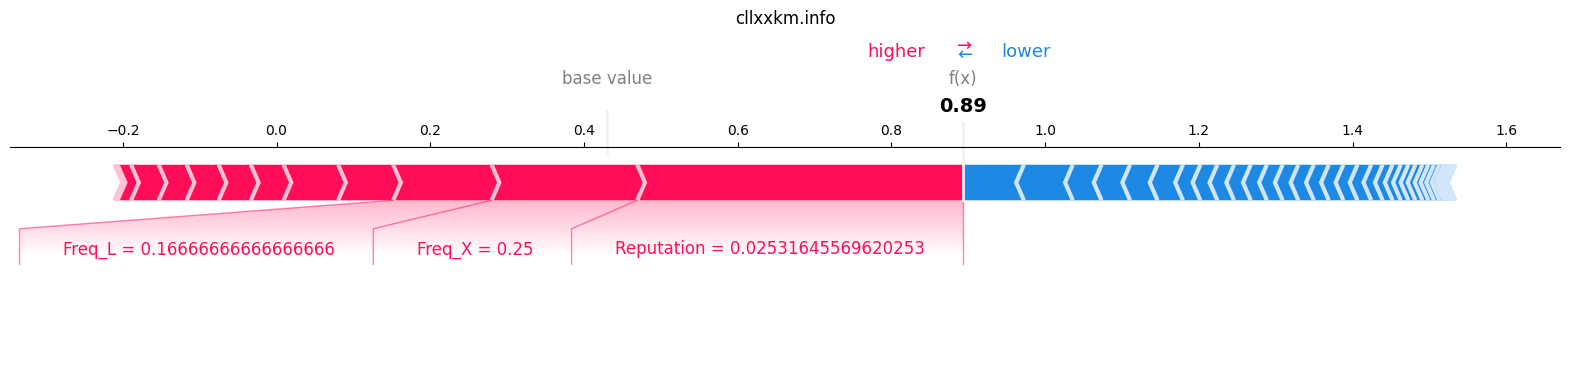 cllxxkm.info
higher → ← lower
base value f(x)
0.89
−0.2 0.0 0.2 0.4 0.6 0.8 1.0 1.2 1.4 1.6
Freq_L = 0.16666666666666666 Freq_X = 0.25 Reputation = 0.02531645569620253